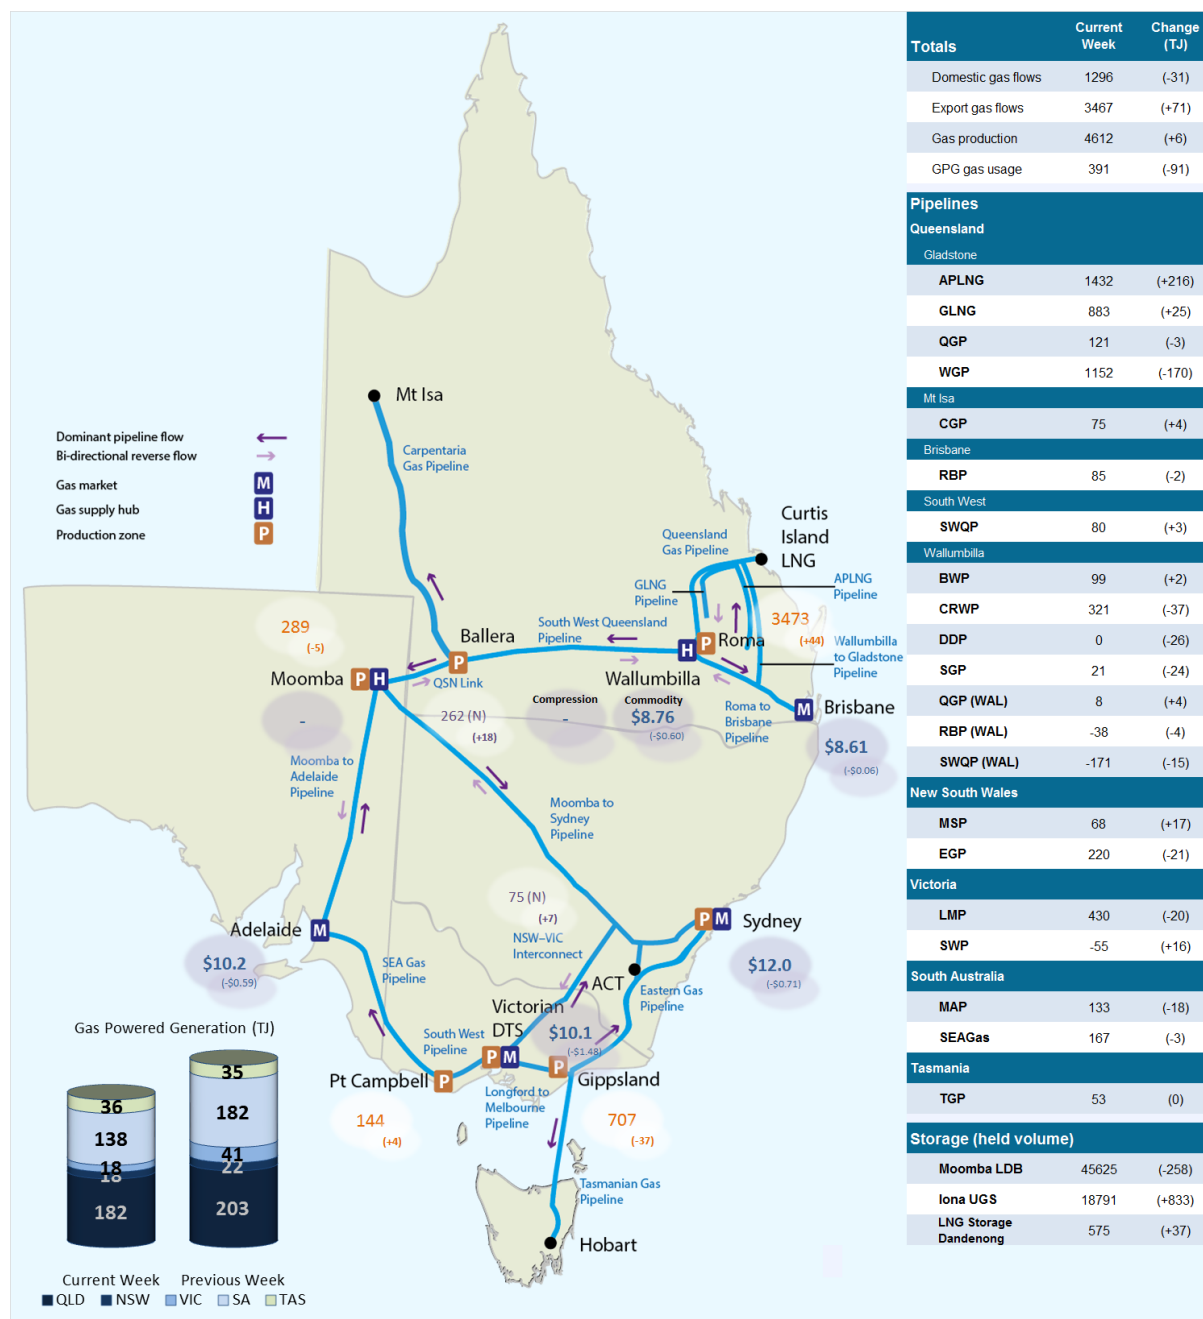 Mt Isa
Dominant pipeline flow
Bi-directional reverse flow
Gas market
M
Gas supply hub
H
Production zone
P
Carpentaria
Gas Pipeline
Queensland
Gas Pipeline
Curtis
Island
LNG
GLNG
Pipeline
APLNG
Pipeline
289
(-5)
South West Queensland
Pipeline
3473
(+44)
Ballera
P
H
P
Roma
Wallumbilla
to Gladstone
Pipeline
Moomba
P
H
QSN Link
Wallumbilla
-
262 (N)
(+18)
Compression
-
Commodity
$8.76
(-$0.60)
Roma to
Brisbane
Pipeline
M
Brisbane
$8.61
(-$0.06)
Moomba to
Adelaide
Pipeline
Moomba to
Sydney
Pipeline
75 (N)
(+7)
NSW–VIC
Interconnect
Adelaide
M
P
M
Sydney
$10.2
(-$0.59)
SEA Gas
Pipeline
$12.0
(-$0.71)
ACT
Eastern Gas
Pipeline
Victorian
DTS
P
M
$10.1
(-$1.48)
South West
Pipeline
Pt Campbell
P
P
Gippsland
Longford to
Melbourne
Pipeline
144
(+4)
707
(-37)
Tasmanian Gas
Pipeline
Hobart
Gas Powered Generation (TJ)
36
138
18
18
182
35
182
41
22
203
Current Week
Previous Week
QLD
NSW
VIC
SA
TAS
Totals Current Week Change (TJ)
Domestic gas flows 1296 (-31)
Export gas flows 3467 (+71)
Gas production 4612 (+6)
GPG gas usage 391 (-91)
Pipelines
Queensland
Gladstone
APLNG 1432 (+216)
GLNG 883 (+25)
QGP 121 (-3)
WGP 1152 (-170)
Mt Isa
CGP 75 (+4)
Brisbane
RBP 85 (-2)
South West
SWQP 80 (+3)
Wallumbilla
BWP 99 (+2)
CRWP 321 (-37)
DDP 0 (-26)
SGP 21 (-24)
QGP (WAL) 8 (+4)
RBP (WAL) -38 (-4)
SWQP (WAL) -171 (-15)
New South Wales
MSP 68 (+17)
EGP 220 (-21)
Victoria
LMP 430 (-20)
SWP -55 (+16)
South Australia
MAP 133 (-18)
SEAGas 167 (-3)
Tasmania
TGP 53 (0)
Storage (held volume)
Moomba LDB 45625 (-258)
Iona UGS 18791 (+833)
LNG Storage
Dandenong 575 (+37)